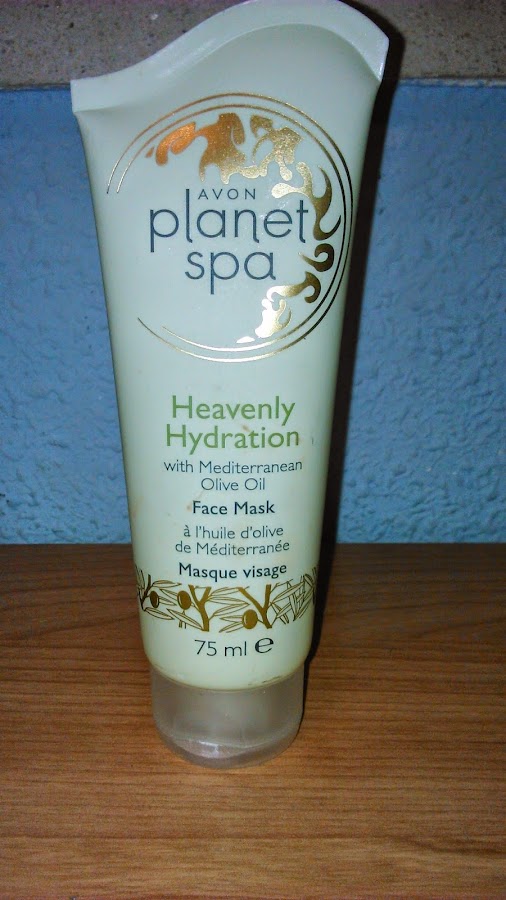 AVON
planet
spa
Heavenly
Hydration
with Mediterranean
Olive Oil
Face Mask
à l'huile d'olive
de Méditerranée
Masque visage
75 ml ℮